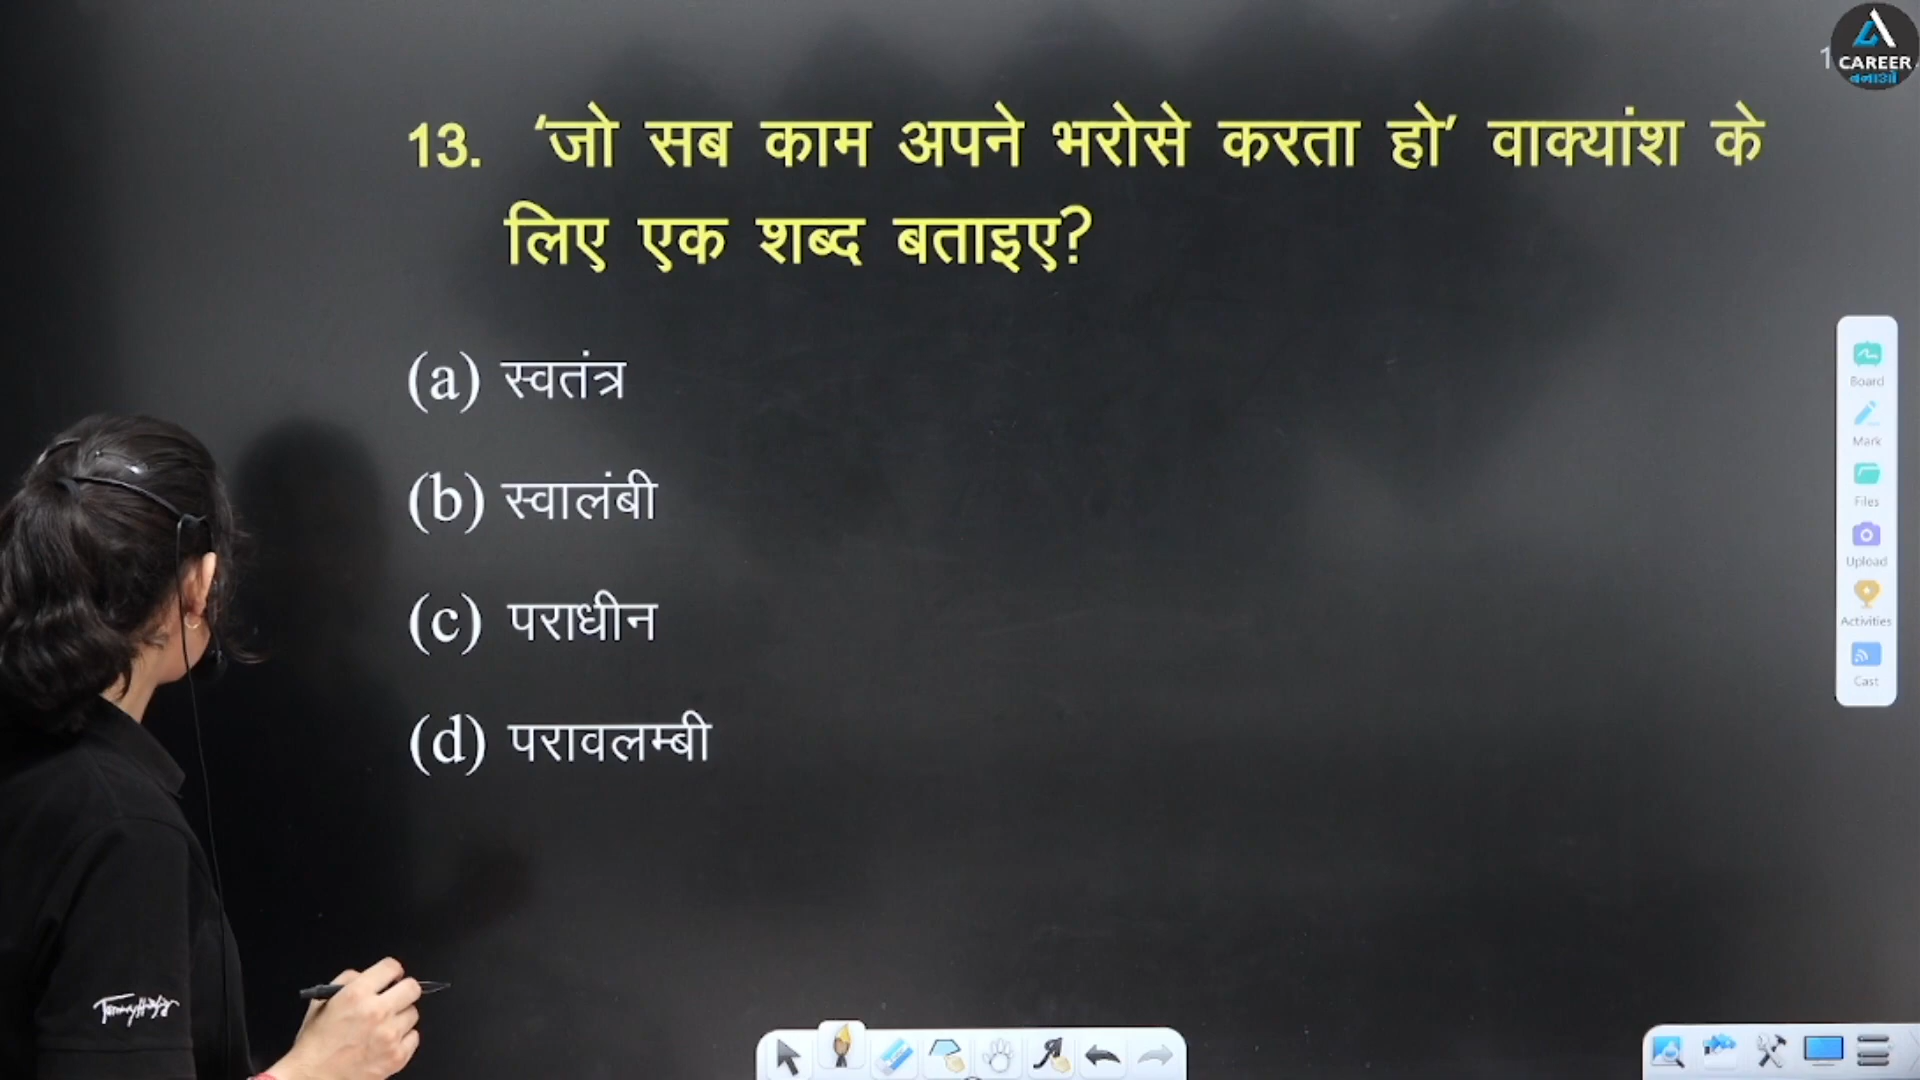 CAREER
बनाओ
13. ‘जो सब काम अपने भरोसे करता हो’ वाक्यांश के
लिए एक शब्द बताइए?
(a) स्वतंत्र
(b) स्वालंबी
(c) पराधीन
(d) परावलम्बी
Board
Mark
Files
Upload
Activities
Cast